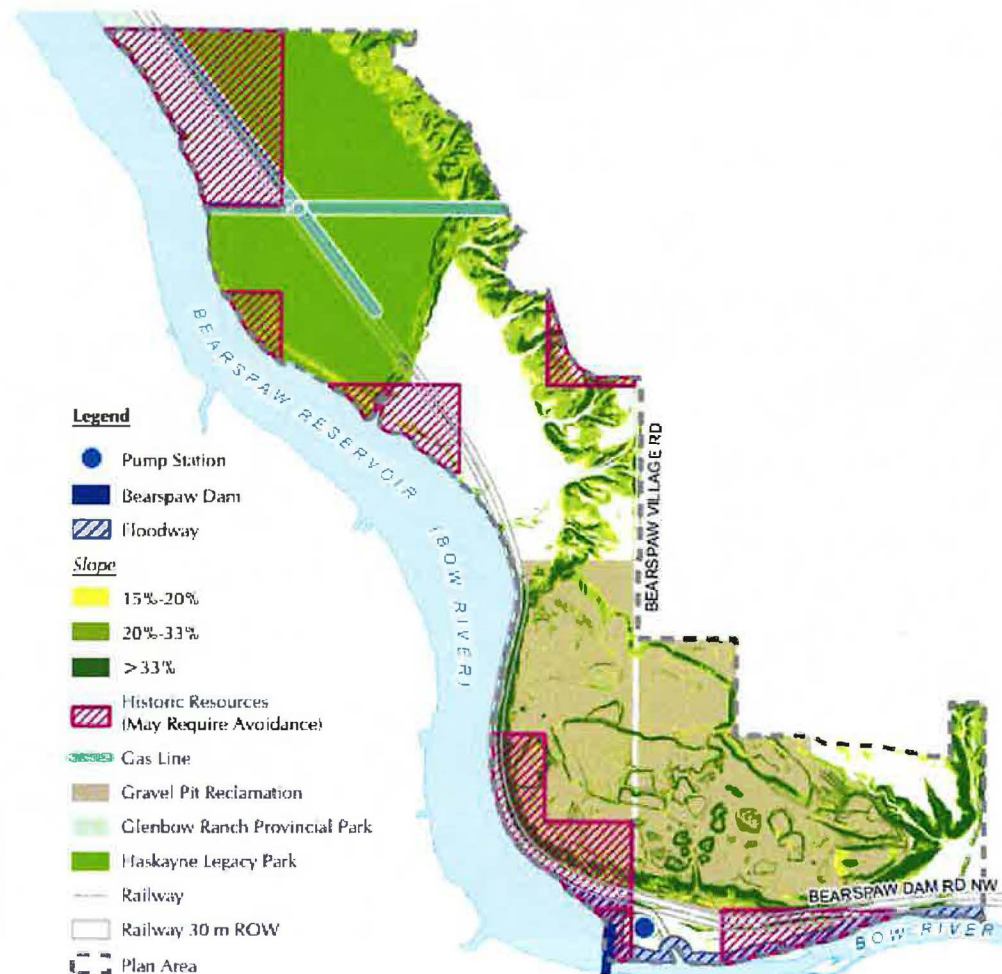 Legend
Pump Station
Bearspaw Dam
Floodway
Slope
15%-20%
20%-33%
>33%
Historic Resources
(May Require Avoidance)
Gas Line
Gravel Pit Reclamation
Glenbow Ranch Provincial Park
Haskayne Legacy Park
Railway
Railway 30 m ROW
Plan Area
BEARSPAW RESERVOIR (BOW RIVER)
BEARSPAW VILLAGE RD
BEARSPAW DAM RD NW
BOW RIVER